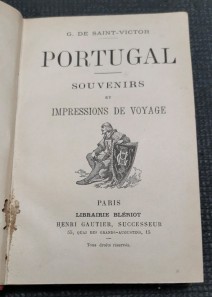 G. DE SAINT-VICTOR
PORTUGAL
SOUVENIRS
ET
IMPRESSIONS DE VOYAGE
PARIS
LIBRAIRIE BLÉRIOT
HENRI GAUTIER, SUCCESSEUR
55, QUAI DES GRANDS-AUGUSTINS, 55
Tous droits réservés.